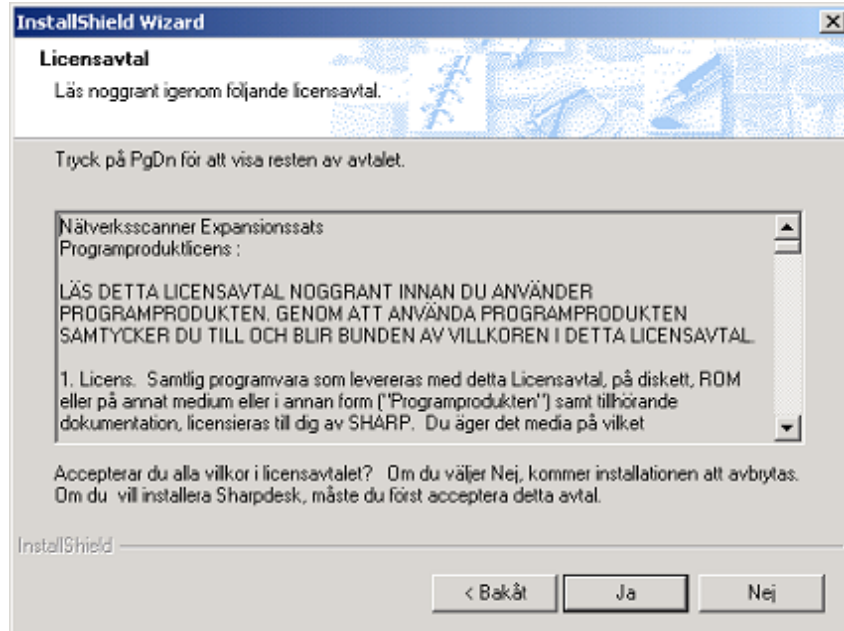 InstallShield Wizard
Licensavtal
Läs noggrant igenom följande licensavtal.
Tryck på PgDn för att visa resten av avtalet.
Nätverksscanner Expansionssats
Programproduktlicens :
LÄS DETTA LICENSAVTAL NOGGRANT INNAN DU ANVÄNDER
PROGRAMPRODUKTEN. GENOM ATT ANVÄNDA PROGRAMPRODUKTEN
SAMTYCKER DU TILL OCH BLIR BUNDEN AV VILLKOREN I DETTA LICENSAVTAL.
1. Licens.  Samtlig programvara som levereras med detta Licensavtal, på diskett, ROM
eller på annat medium eller i annan form ("Programprodukten") samt tillhörande
dokumentation, licensieras till dig av SHARP.  Du äger det media på vilket
Accepterar du alla villkor i licensavtalet?   Om du väljer Nej, kommer installationen att avbrytas.
Om du  vill installera Sharpdesk, måste du först acceptera detta avtal.
InstallShield
< Bakåt
Ja
Nej